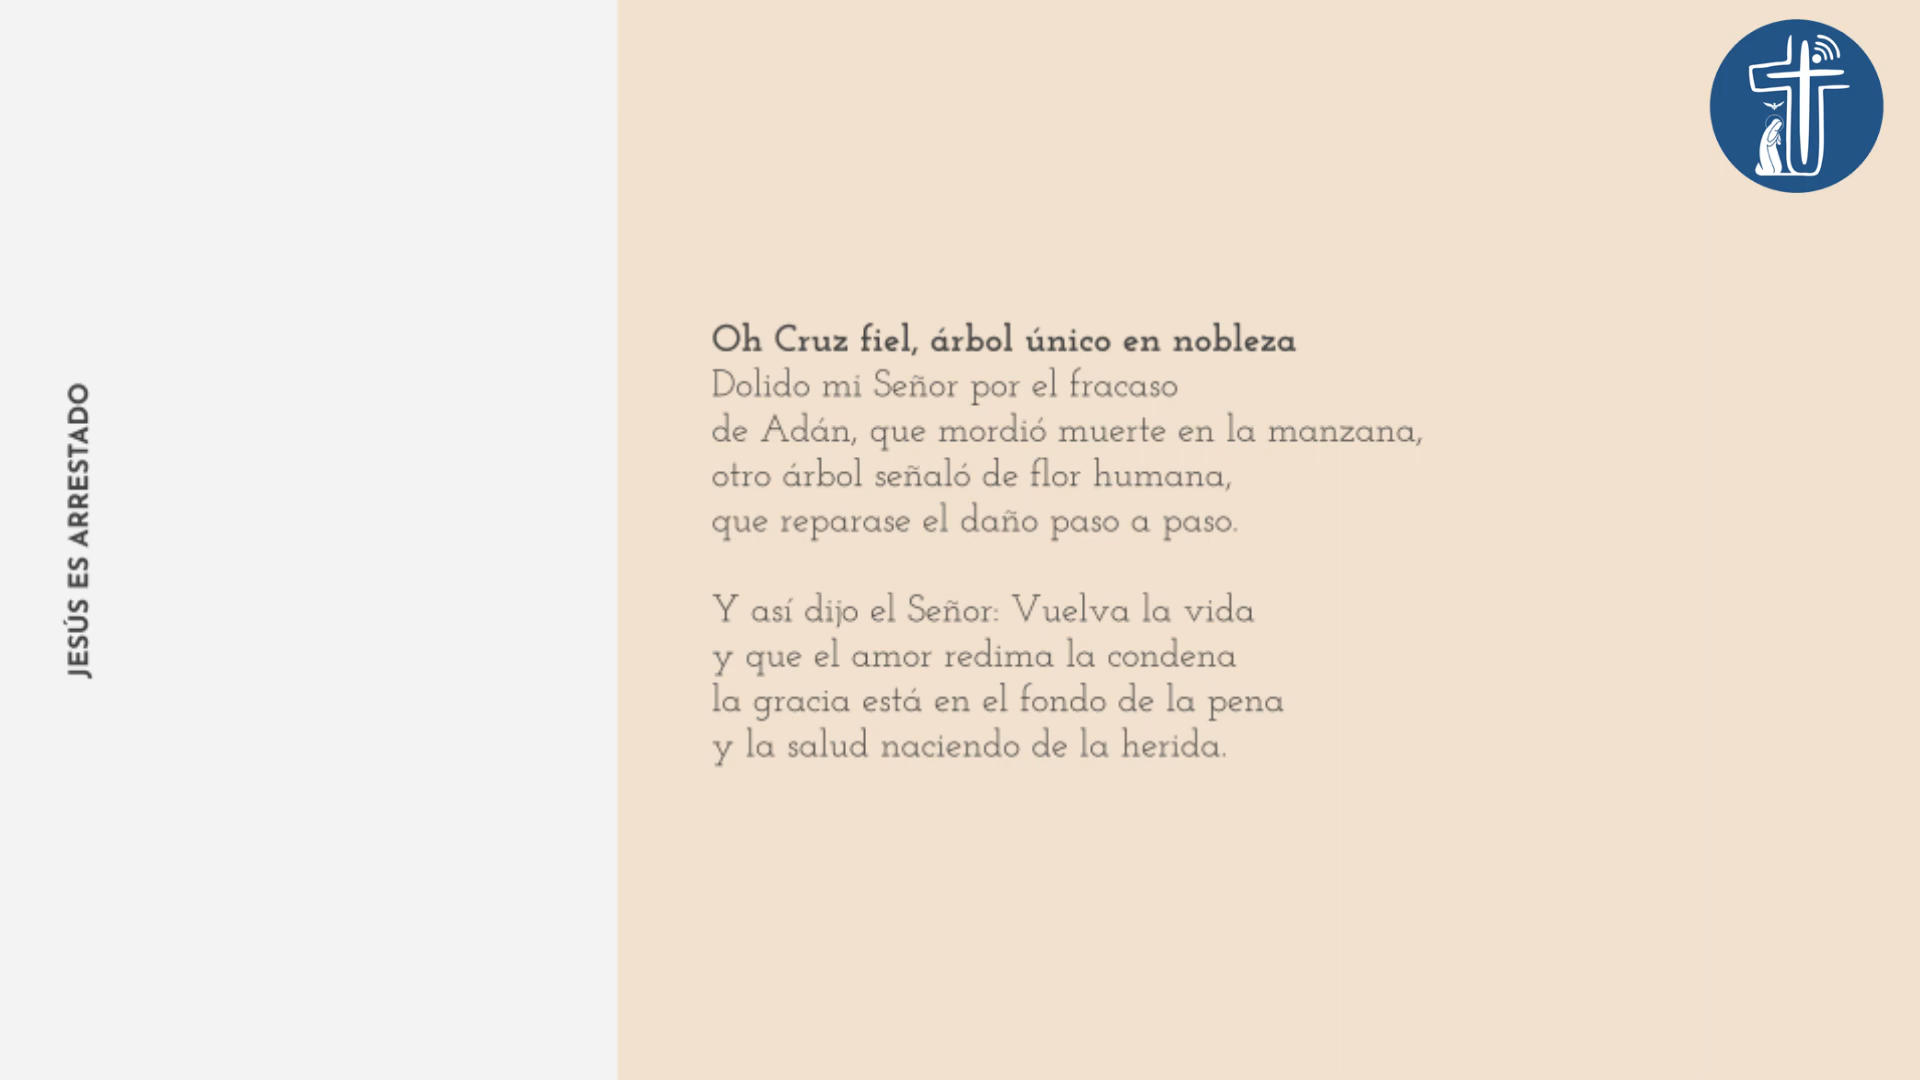 JESÚS ES ARRESTADO
Oh Cruz fiel, árbol único en nobleza
Dolido mi Señor por el fracaso
de Adán, que mordió muerte en la manzana,
otro árbol señaló de flor humana,
que reparase el daño paso a paso.
Y así dijo el Señor: Vuelva la vida
y que el amor redima la condena
la gracia está en el fondo de la pena
y la salud naciendo de la herida.